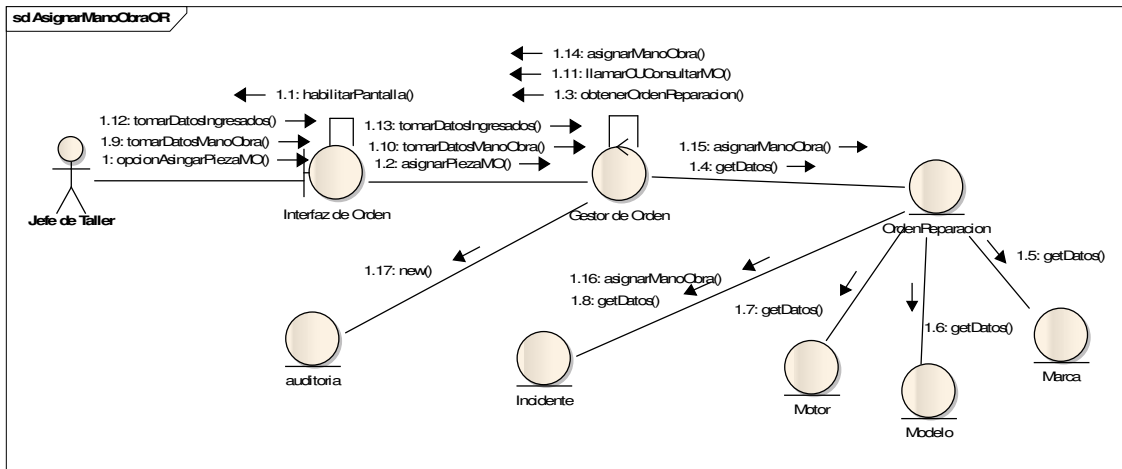 sd AsignarManoObraOR
1.14: asignarManoObra()
1.11: llamarCUConsultarMO()
1.3: obtenerOrdenReparacion()
1.1: habilitarPantalla()
1.12: tomarDatosIngresados()
1.9: tomarDatosManoObra()
1: opcionAsingarPiezaMO()
1.13: tomarDatosIngresados()
1.10: tomarDatosManoObra()
1.2: asignarPiezaMO()
1.15: asignarManoObra()
1.4: getDatos()
Jefe de Taller
Interfaz de Orden
Gestor de Orden
OrdenReparacion
1.17: new()
1.16: asignarManoObra()
1.8: getDatos()
1.7: getDatos()
1.6: getDatos()
1.5: getDatos()
auditoria
Incidente
Motor
Modelo
Marca